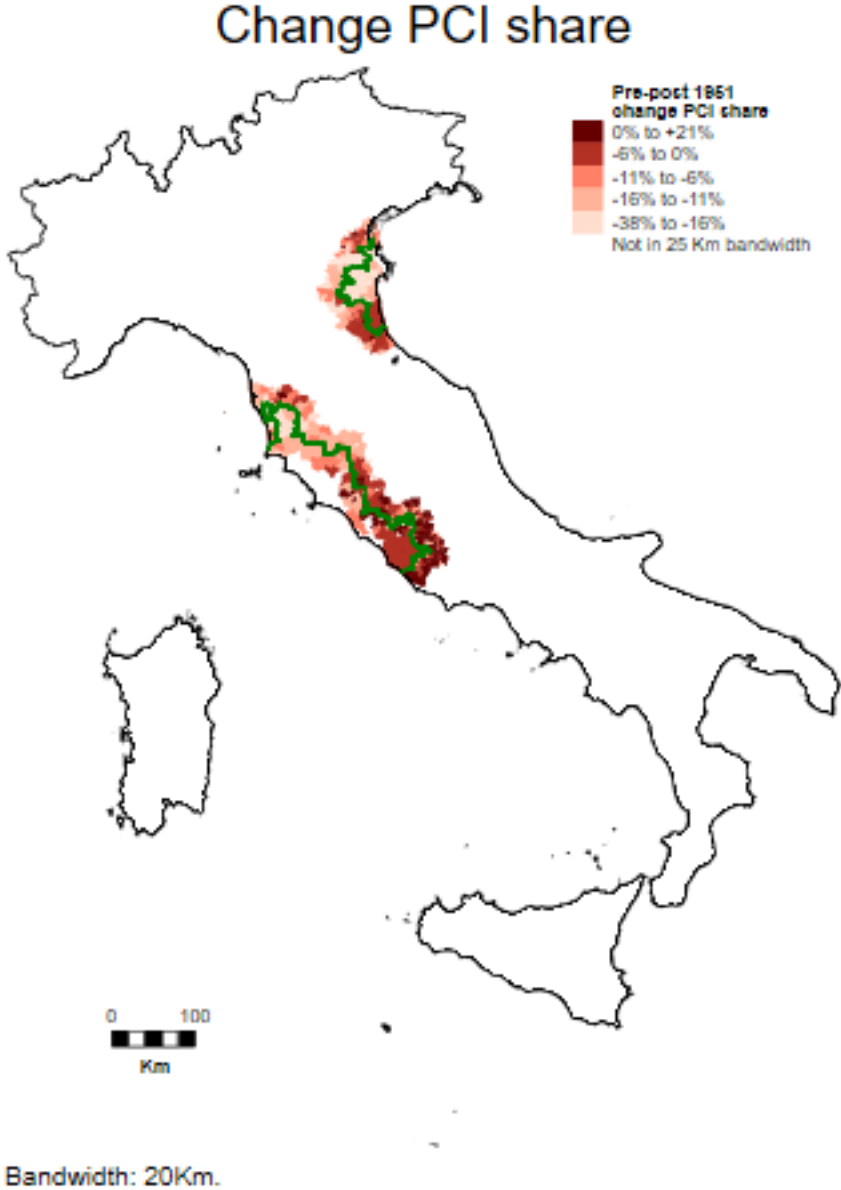 Change PCI share
Pre-post 1951
change PCI share
0% to +21%
-6% to 0%
-11% to -6%
-16% to -11%
-38% to -16%
Not in 25 Km bandwidth
0 100
Km
Bandwidth: 20Km.